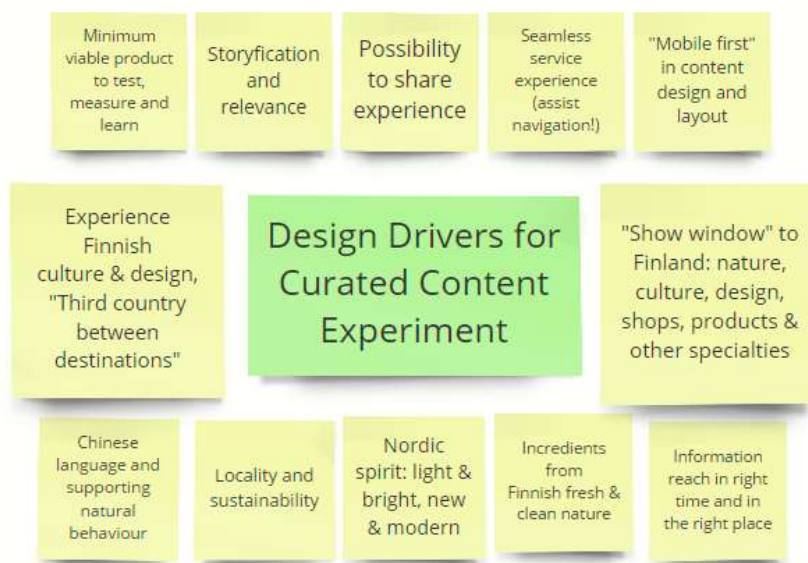 Minimum
viable product
to test,
measure and
learn
Storyfication
and
relevance
Possibility
to share
experience
Seamless
service
experience
(assist
navigation!)
"Mobile first"
in content
design and
layout
Experience
Finnish
culture & design,
"Third country
between
destinations"
Design Drivers for
Curated Content
Experiment
"Show window" to
Finland: nature,
culture, design,
shops, products &
other specialties
Chinese
language and
supporting
natural
behaviour
Locality and
sustainability
Nordic
spirit: light &
bright, new
& modern
Incredients
from
Finnish fresh &
clean nature
Information
reach in right
time and in
the right place